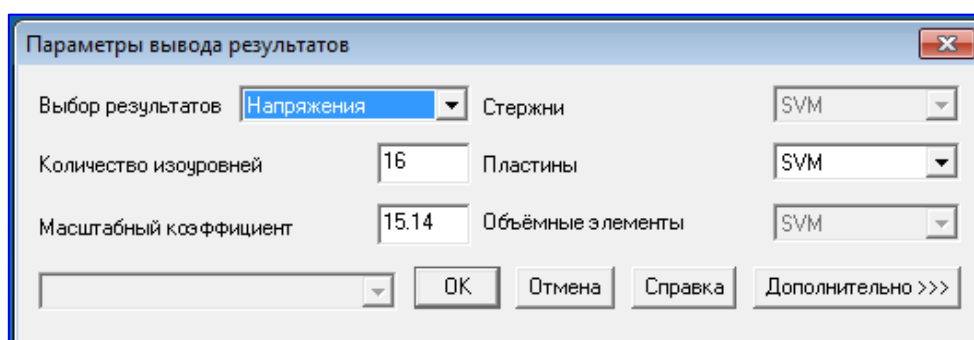 Параметры вывода результатов
Выбор результатов Напряжения Стержни SVM
Количество изоуровней 16 Пластины SVM
Масштабный коэффициент 15.14 Объёмные элементы SVM
OK Отмена Справка Дополнительно >>>